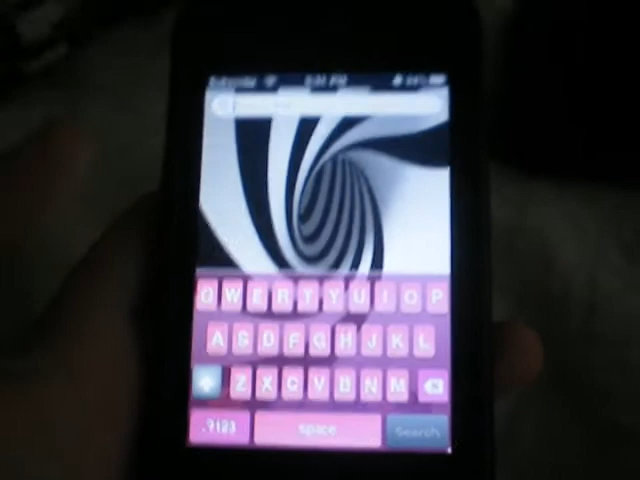 Q W E R T Y U I O P
A S D F G H J K L
Z X C V B N M
.?123 space Search